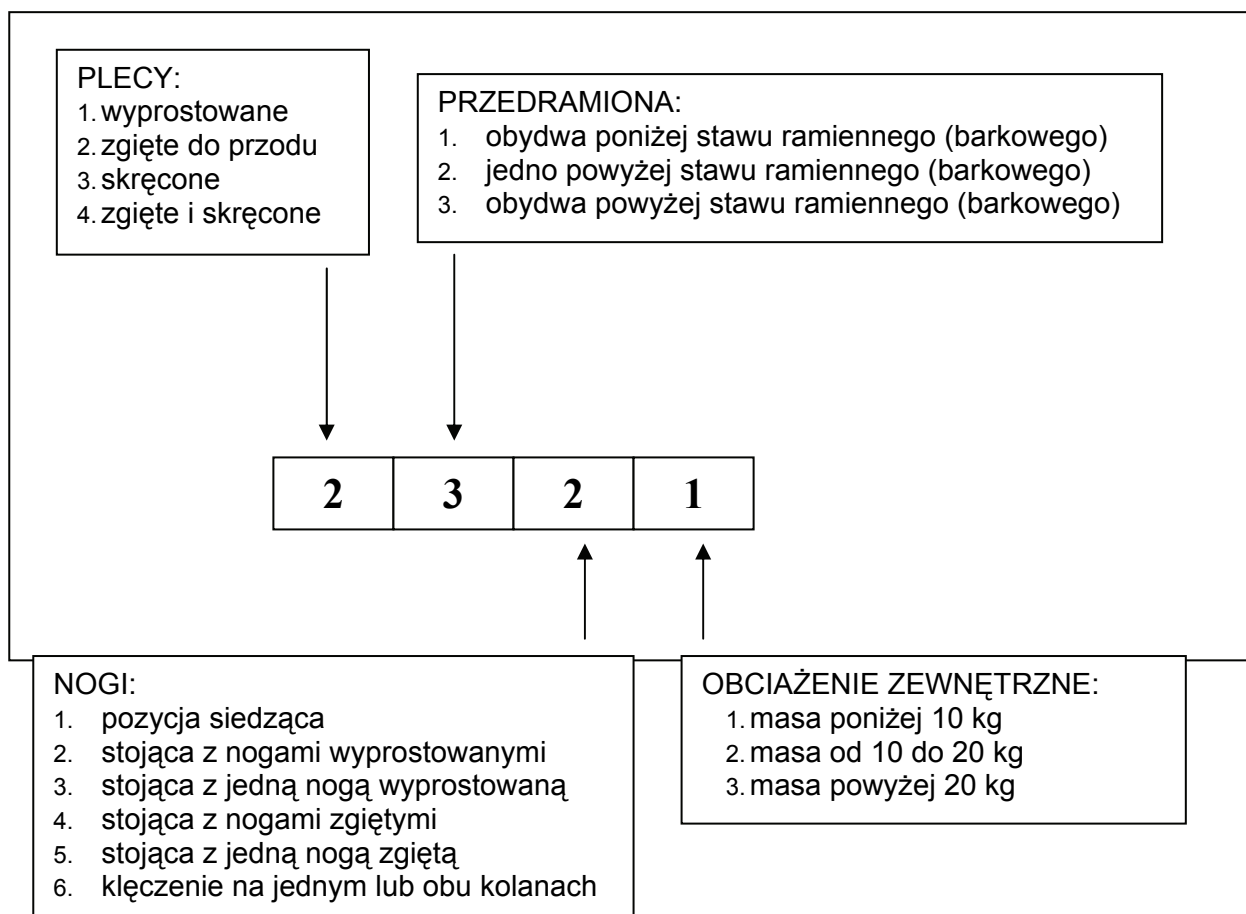 PLECY:
1. wyprostowane
2. zgięte do przodu
3. skręcone
4. zgięte i skręcone
PRZEDRAMIONA:
1. obydwa poniżej stawu ramiennego (barkowego)
2. jedno powyżej stawu ramiennego (barkowego)
3. obydwa powyżej stawu ramiennego (barkowego)
2 3 2 1
NOGI:
1. pozycja siedząca
2. stojąca z nogami wyprostowanymi
3. stojąca z jedną nogą wyprostowaną
4. stojąca z nogami zgiętymi
5. stojąca z jedną nogą zgiętą
6. klęczenie na jednym lub obu kolanach
OBCIAŻENIE ZEWNĘTRZNE:
1. masa poniżej 10 kg
2. masa od 10 do 20 kg
3. masa powyżej 20 kg